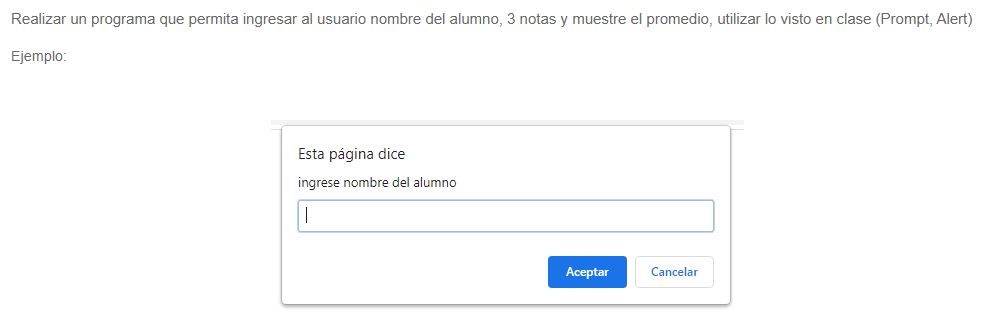 Realizar un programa que permita ingresar al usuario nombre del alumno, 3 notas y muestre el promedio, utilizar lo visto en clase (Prompt, Alert)
Ejemplo:
Esta página dice
ingrese nombre del alumno
Aceptar
Cancelar